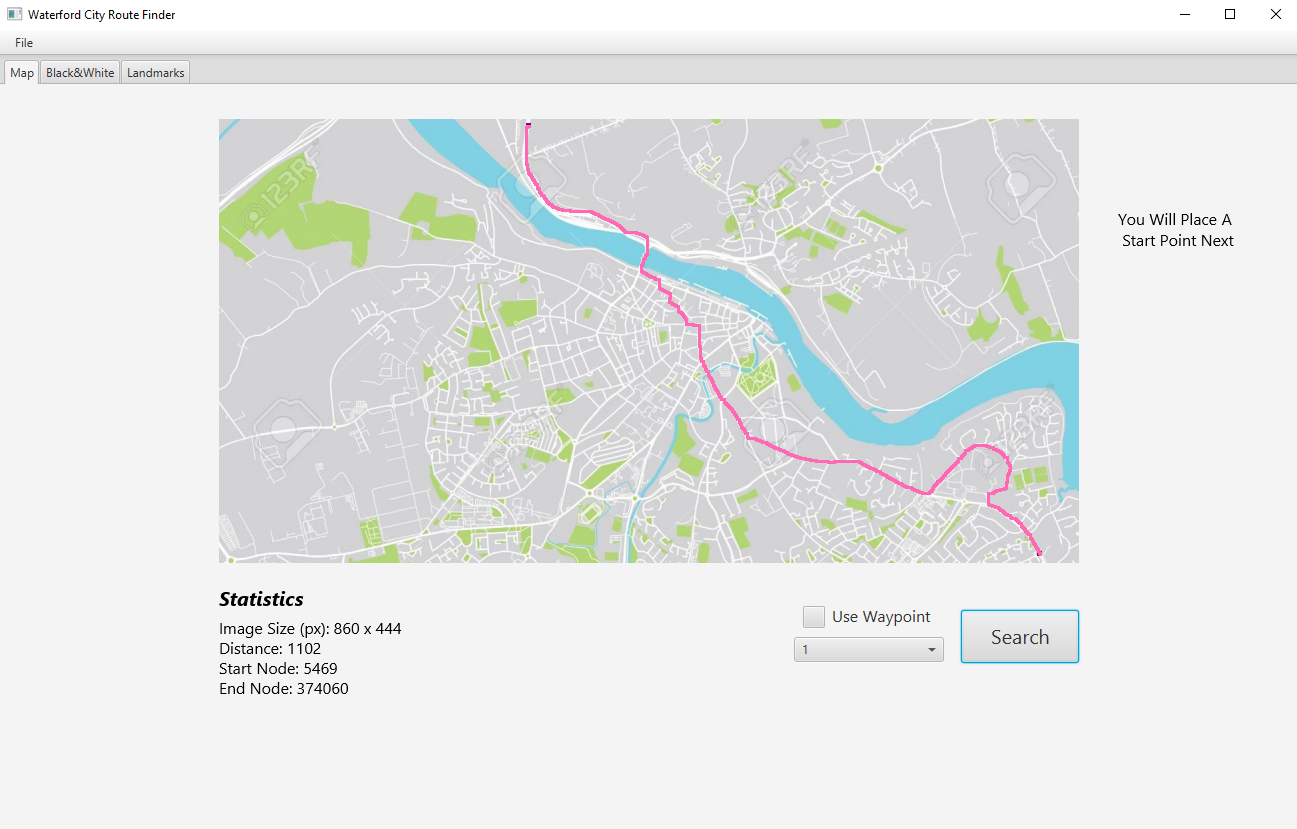 Waterford City Route Finder
File
Map Black&White Landmarks
123RF
You Will Place A
Start Point Next
Statistics
Image Size (px): 860 x 444
Distance: 1102
Start Node: 5469
End Node: 374060
Use Waypoint
1
Search